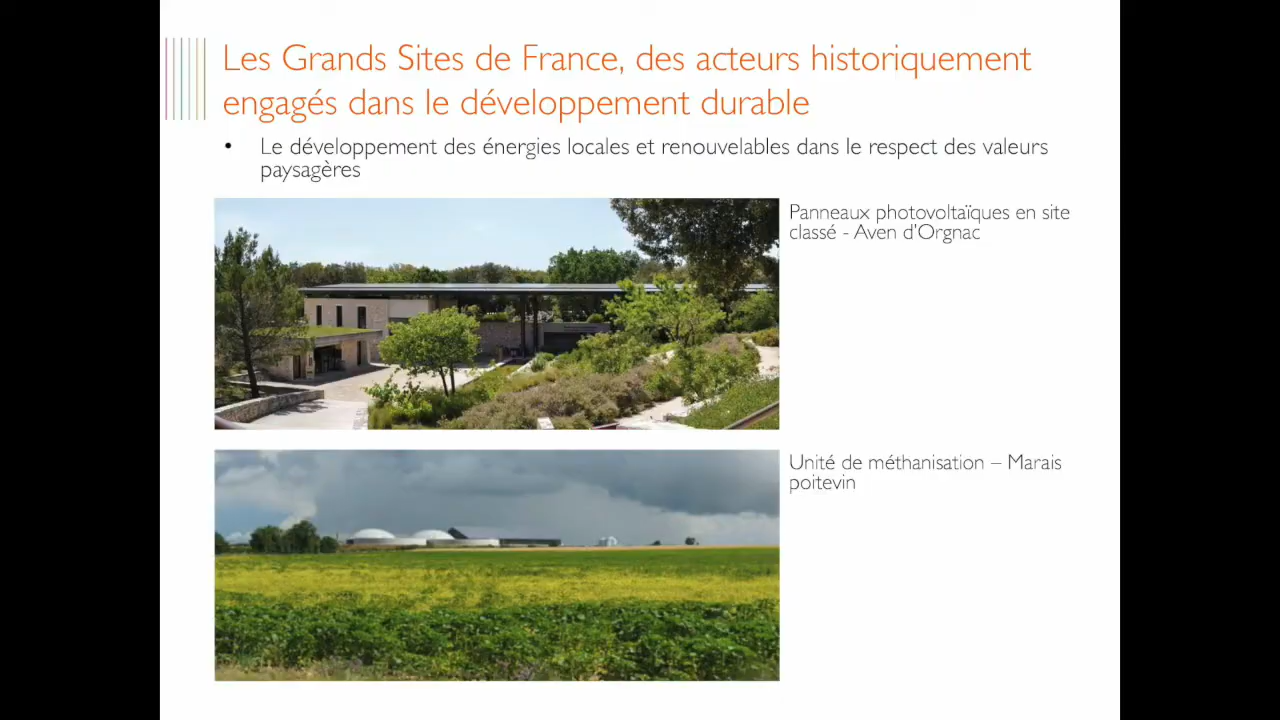 Les Grands Sites de France, des acteurs historiquement
engagés dans le développement durable
• Le développement des énergies locales et renouvelables dans le respect des valeurs
paysagères
Panneaux photovoltaïques en site
classé - Aven d’Orgnac
Unité de méthanisation – Marais
poitevin